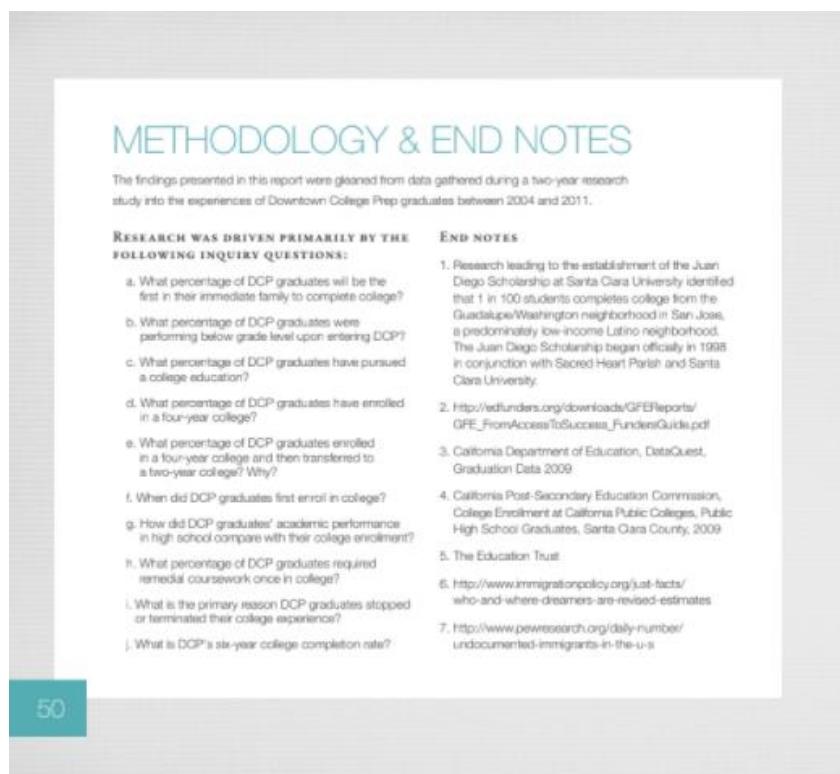 METHODOLOGY & END NOTES
The findings presented in this report were gleaned from data gathered during a two-year research
study into the experiences of Downtown College Prep graduates between 2004 and 2011.
RESEARCH WAS DRIVEN PRIMARILY BY THE
FOLLOWING INQUIRY QUESTIONS:
a. What percentage of DCP graduates will be the
first in their immediate family to complete college?
b. What percentage of DCP graduates were
performing below grade level upon entering DCP?
c. What percentage of DCP graduates have pursued
a college education?
d. What percentage of DCP graduates have enrolled
in a four-year college?
e. What percentage of DCP graduates enrolled
in a four-year college and then transferred to
a two-year college? Why?
f. When did DCP graduates first enroll in college?
g. How did DCP graduates' academic performance
in high school compare with their college enrollment?
h. What percentage of DCP graduates required
remedial coursework once in college?
i. What is the primary reason DCP graduates stopped
or terminated their college experience?
j. What is DCP's six-year college completion rate?
END NOTES
1. Research leading to the establishment of the Juan
Diego Scholarship at Santa Clara University identified
that 1 in 100 students completes college from the
Guadalupe/Washington neighborhood in San Jose,
a predominately low-income Latino neighborhood.
The Juan Diego Scholarship began officially in 1998
in conjunction with Sacred Heart Parish and Santa
Clara University.
2. http://edfunders.org/downloads/GFEReports/
GFE_FromAccessToSuccess_FundersGuide.pdf
3. California Department of Education, DataQuest,
Graduation Data 2009
4. California Post-Secondary Education Commission,
College Enrollment at California Public Colleges, Public
High School Graduates, Santa Clara County, 2009
5. The Education Trust
6. http://www.immigrationpolicy.org/just-facts/
who-and-where-dreamers-are-revised-estimates
7. http://www.pewresearch.org/daily-number/
undocumented-immigrants-in-the-u-s
50